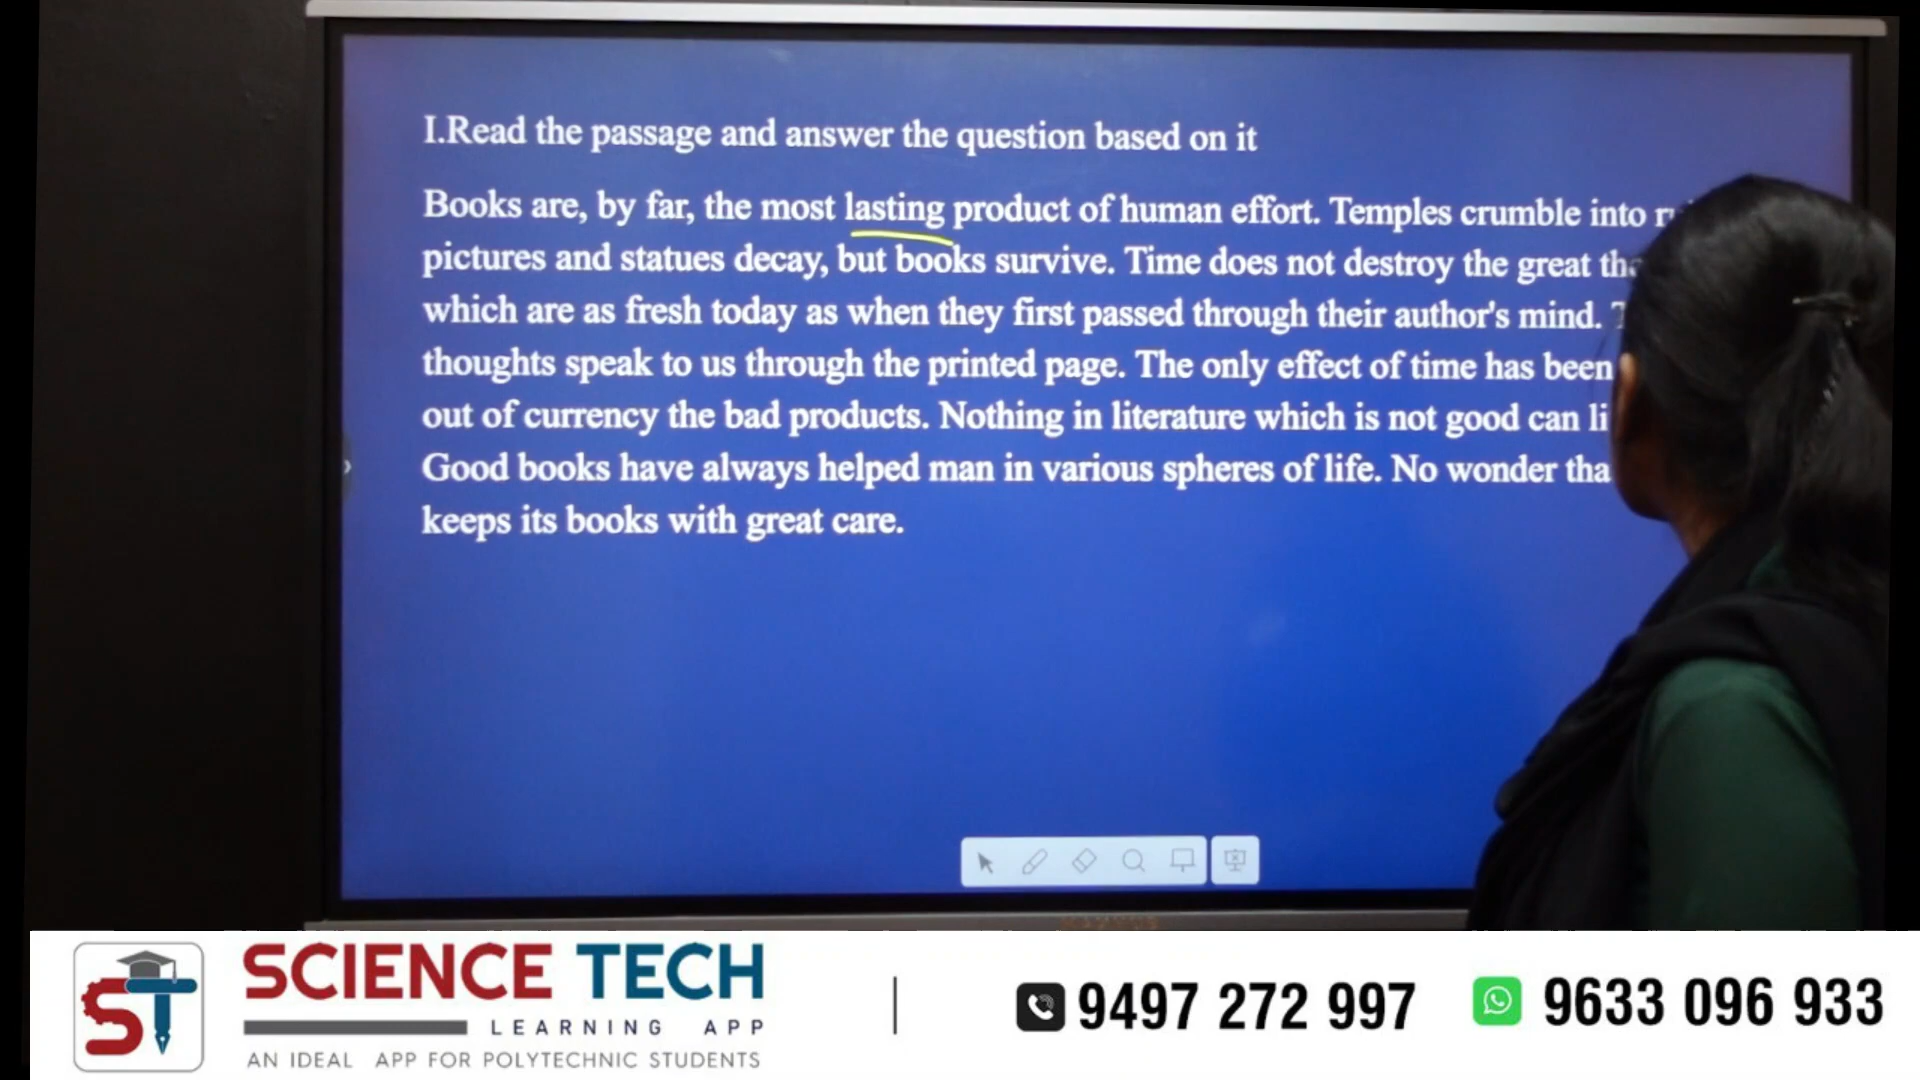 I.Read the passage and answer the question based on it
Books are, by far, the most lasting product of human effort. Temples crumble into
pictures and statues decay, but books survive. Time does not destroy the great
which are as fresh today as when they first passed through their author's mind.
thoughts speak to us through the printed page. The only effect of time has been
out of currency the bad products. Nothing in literature which is not good can
Good books have always helped man in various spheres of life. No wonder
keeps its books with great care.
ST
SCIENCE TECH
LEARNING APP
AN IDEAL APP FOR POLYTECHNIC STUDENTS
9497 272 997
9633 096 933